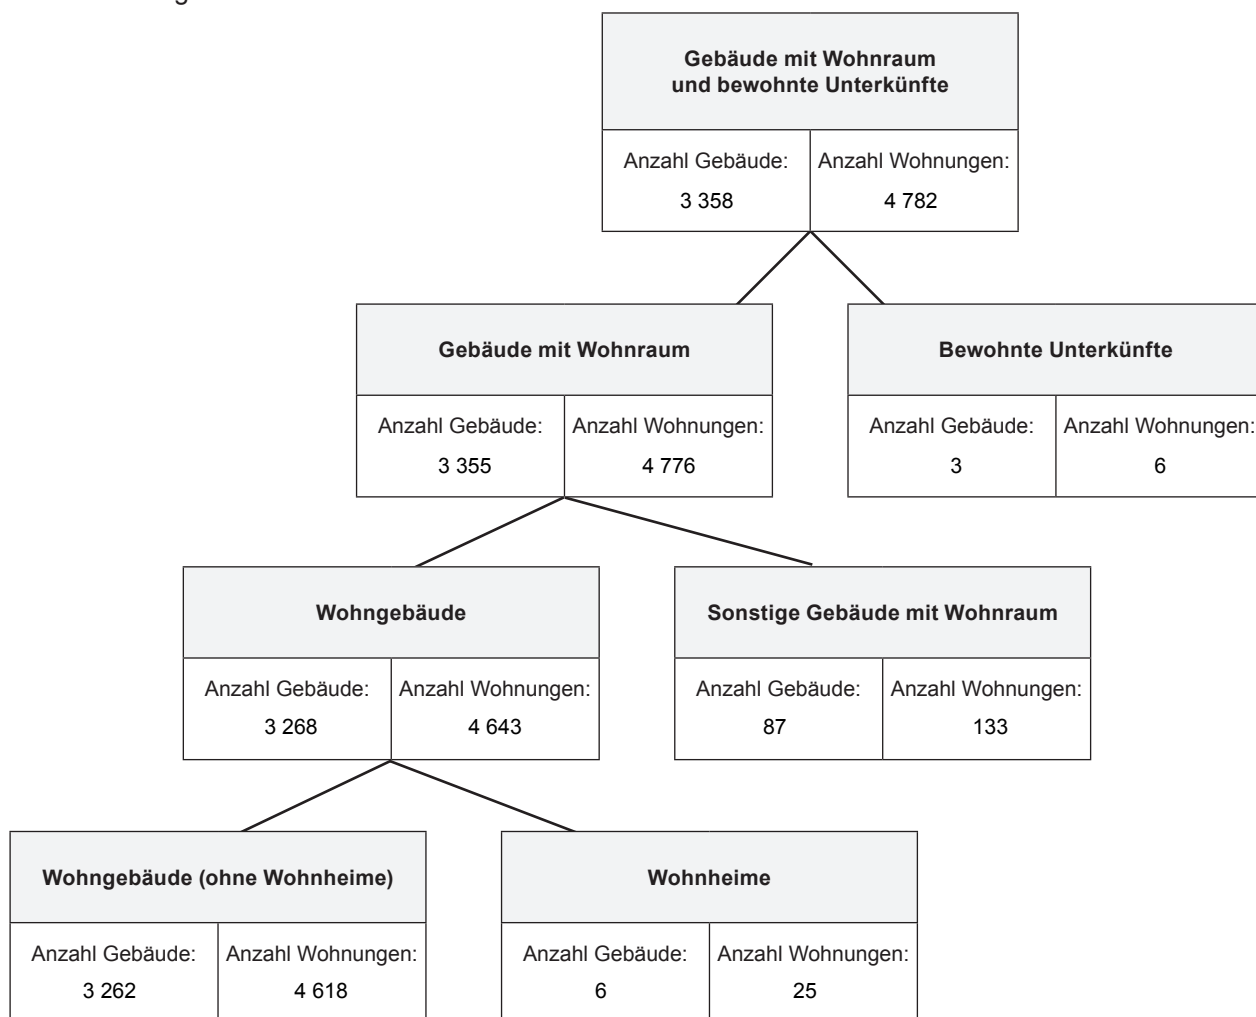 Gebäude mit Wohnraum
und bewohnte Unterkünfte
Anzahl Gebäude: Anzahl Wohnungen:
3 358 4 782
Gebäude mit Wohnraum Bewohnte Unterkünfte
Anzahl Gebäude: Anzahl Wohnungen: Anzahl Gebäude: Anzahl Wohnungen:
3 355 4 776 3 6
Wohngebäude Sonstige Gebäude mit Wohnraum
Anzahl Gebäude: Anzahl Wohnungen: Anzahl Gebäude: Anzahl Wohnungen:
3 268 4 643 87 133
Wohngebäude (ohne Wohnheime) Wohnheime
Anzahl Gebäude: Anzahl Wohnungen: Anzahl Gebäude: Anzahl Wohnungen:
3 262 4 618 6 25